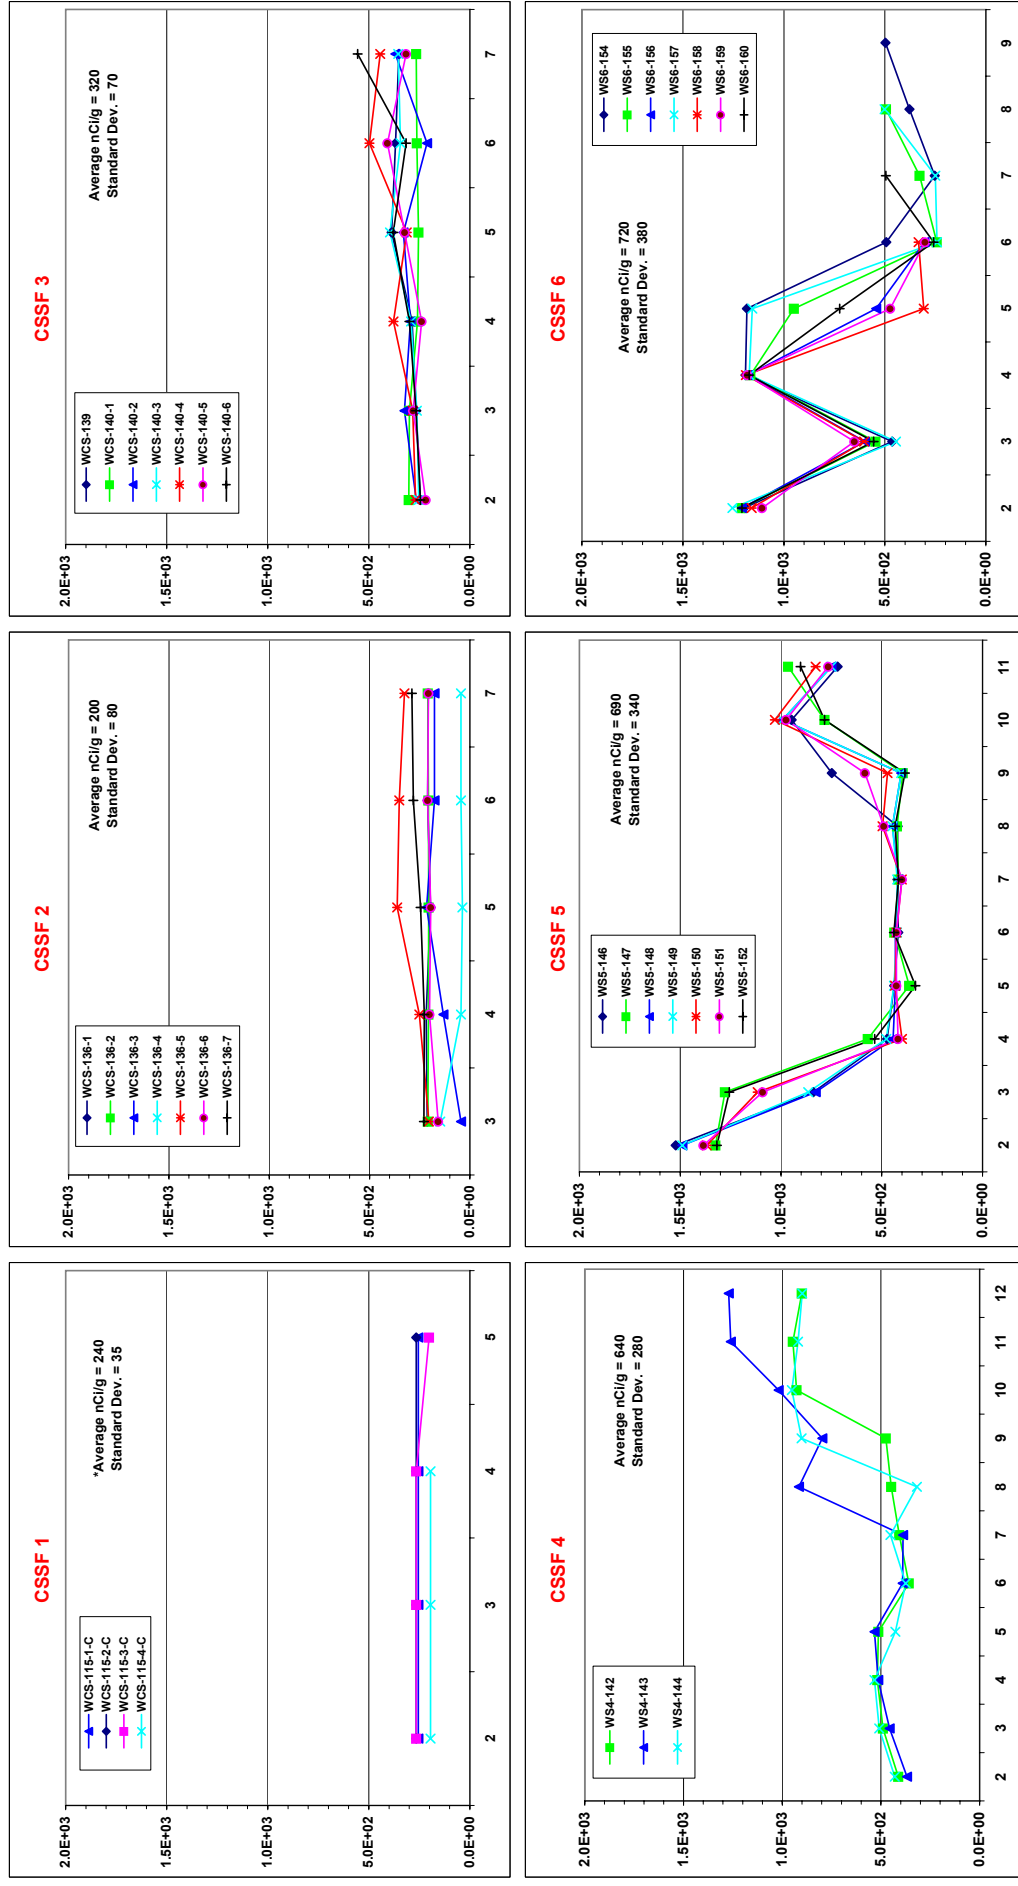 CSSF 1
*Average nCi/g = 240
Standard Dev. = 35
WCS-115-1-C
WCS-115-2-C
WCS-115-3-C
WCS-115-4-C
2.0E+03
1.5E+03
1.0E+03
5.0E+02
0.0E+00
2 3 4 5
CSSF 2
Average nCi/g = 200
Standard Dev. = 80
WCS-136-1
WCS-136-2
WCS-136-3
WCS-136-4
WCS-136-5
WCS-136-6
WCS-136-7
2.0E+03
1.5E+03
1.0E+03
5.0E+02
0.0E+00
3 4 5 6 7
CSSF 3
Average nCi/g = 320
Standard Dev. = 70
WCS-139
WCS-140-1
WCS-140-2
WCS-140-3
WCS-140-4
WCS-140-5
WCS-140-6
2.0E+03
1.5E+03
1.0E+03
5.0E+02
0.0E+00
2 3 4 5 6 7
CSSF 4
Average nCi/g = 640
Standard Dev. = 280
WS4-142
WS4-143
WS4-144
2.0E+03
1.5E+03
1.0E+03
5.0E+02
0.0E+00
2 3 4 5 6 7 8 9 10 11 12
CSSF 5
Average nCi/g = 690
Standard Dev. = 340
WS5-146
WS5-147
WS5-148
WS5-149
WS5-150
WS5-151
WS5-152
2.0E+03
1.5E+03
1.0E+03
5.0E+02
0.0E+00
2 3 4 5 6 7 8 9 10 11
CSSF 6
Average nCi/g = 720
Standard Dev. = 380
WS6-154
WS6-155
WS6-156
WS6-157
WS6-158
WS6-159
WS6-160
2.0E+03
1.5E+03
1.0E+03
5.0E+02
0.0E+00
2 3 4 5 6 7 8 9